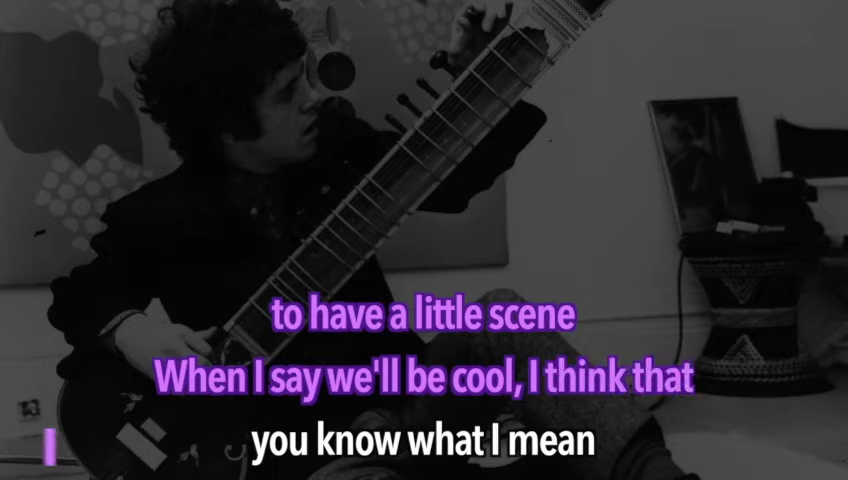 to have a little scene
When I say we'll be cool, I think that
you know what I mean